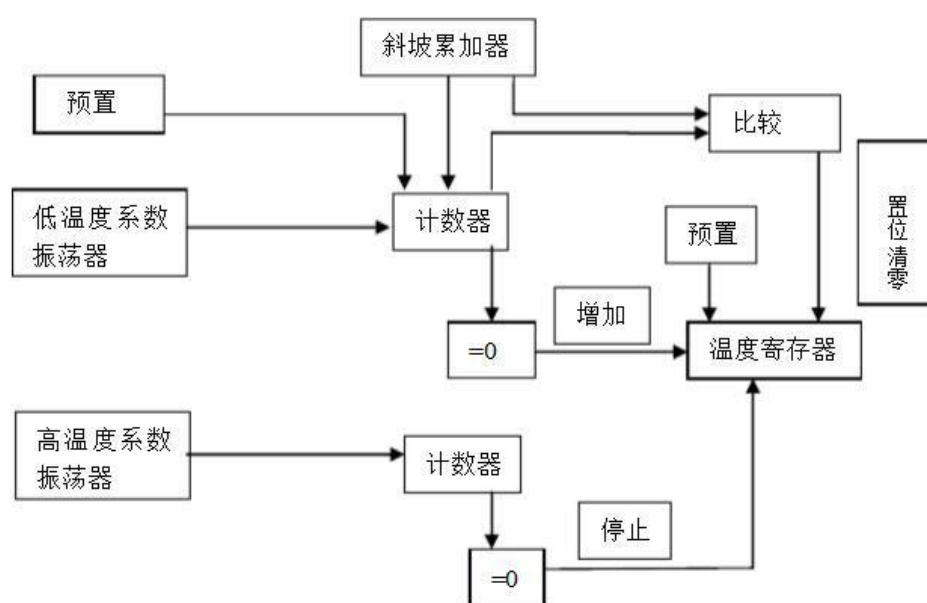 斜坡累加器
预置
比较
低温度系数
振荡器
计数器
预置
置位清零
增加
=0
温度寄存器
高温度系数
振荡器
计数器
停止
=0